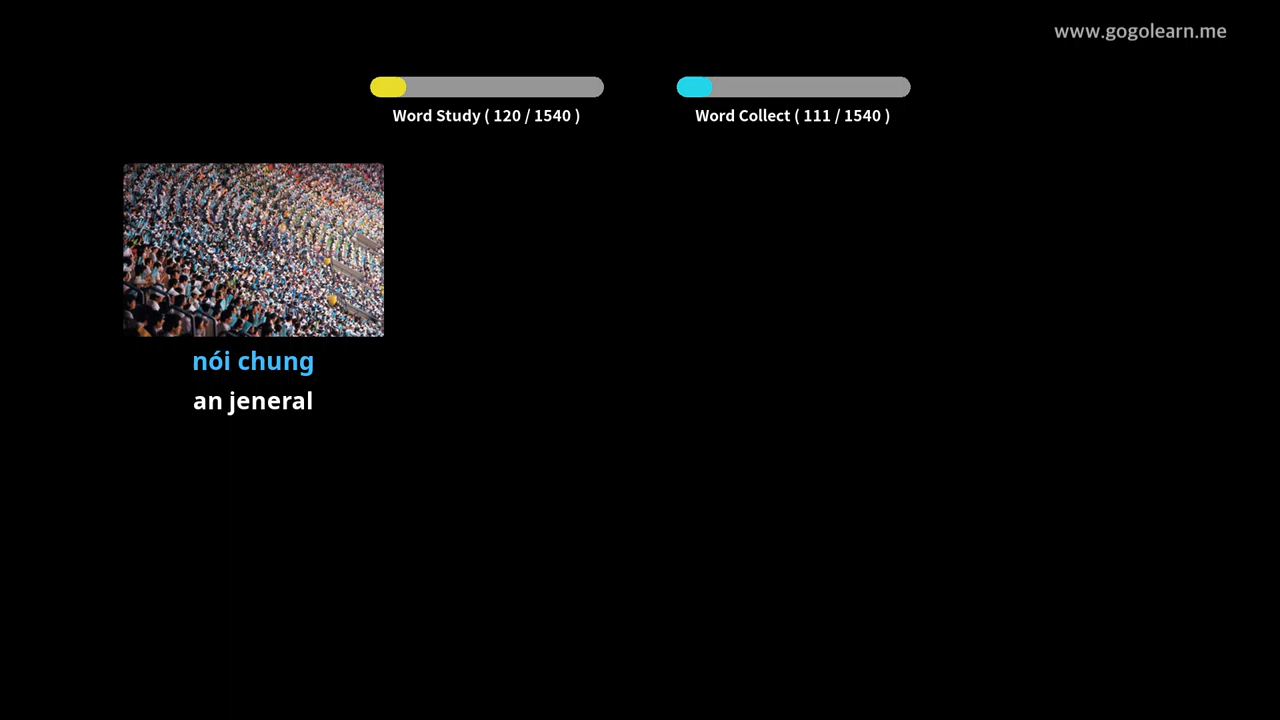 www.gogolearn.me
Word Study ( 120 / 1540 )
Word Collect ( 111 / 1540 )
nói chung
an jeneral